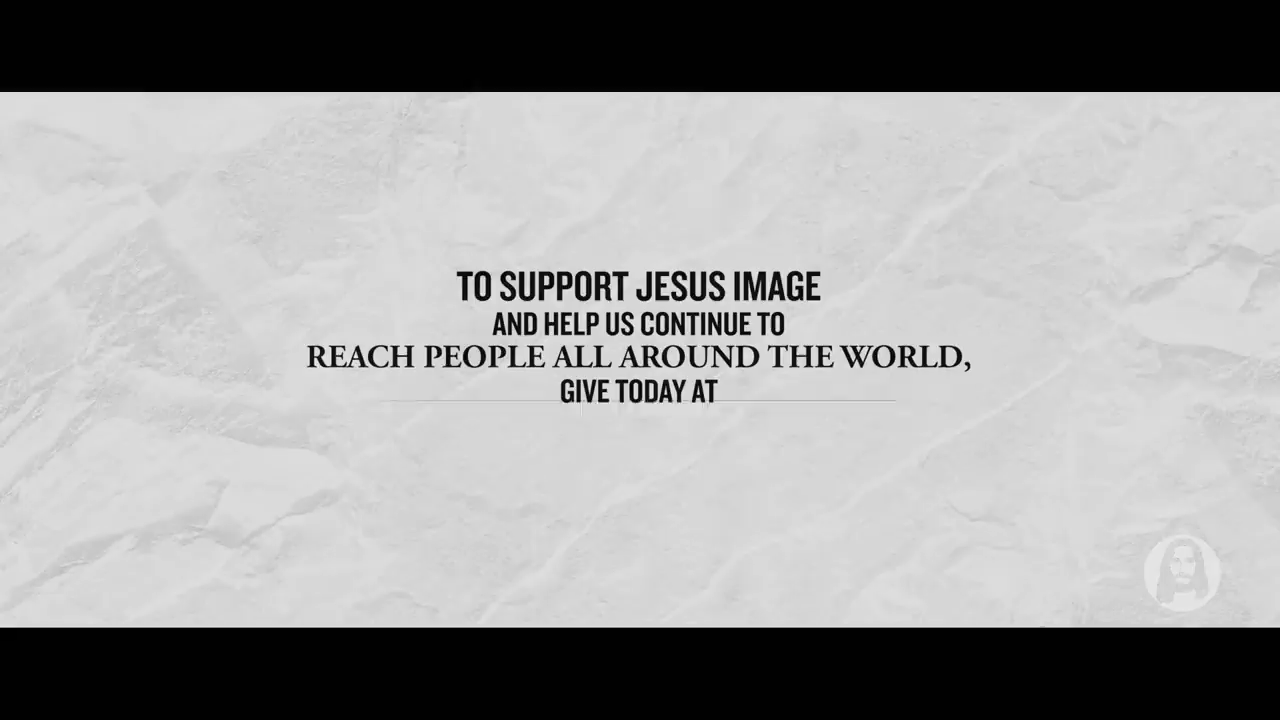 TO SUPPORT JESUS IMAGE
AND HELP US CONTINUE TO
REACH PEOPLE ALL AROUND THE WORLD,
GIVE TODAY AT